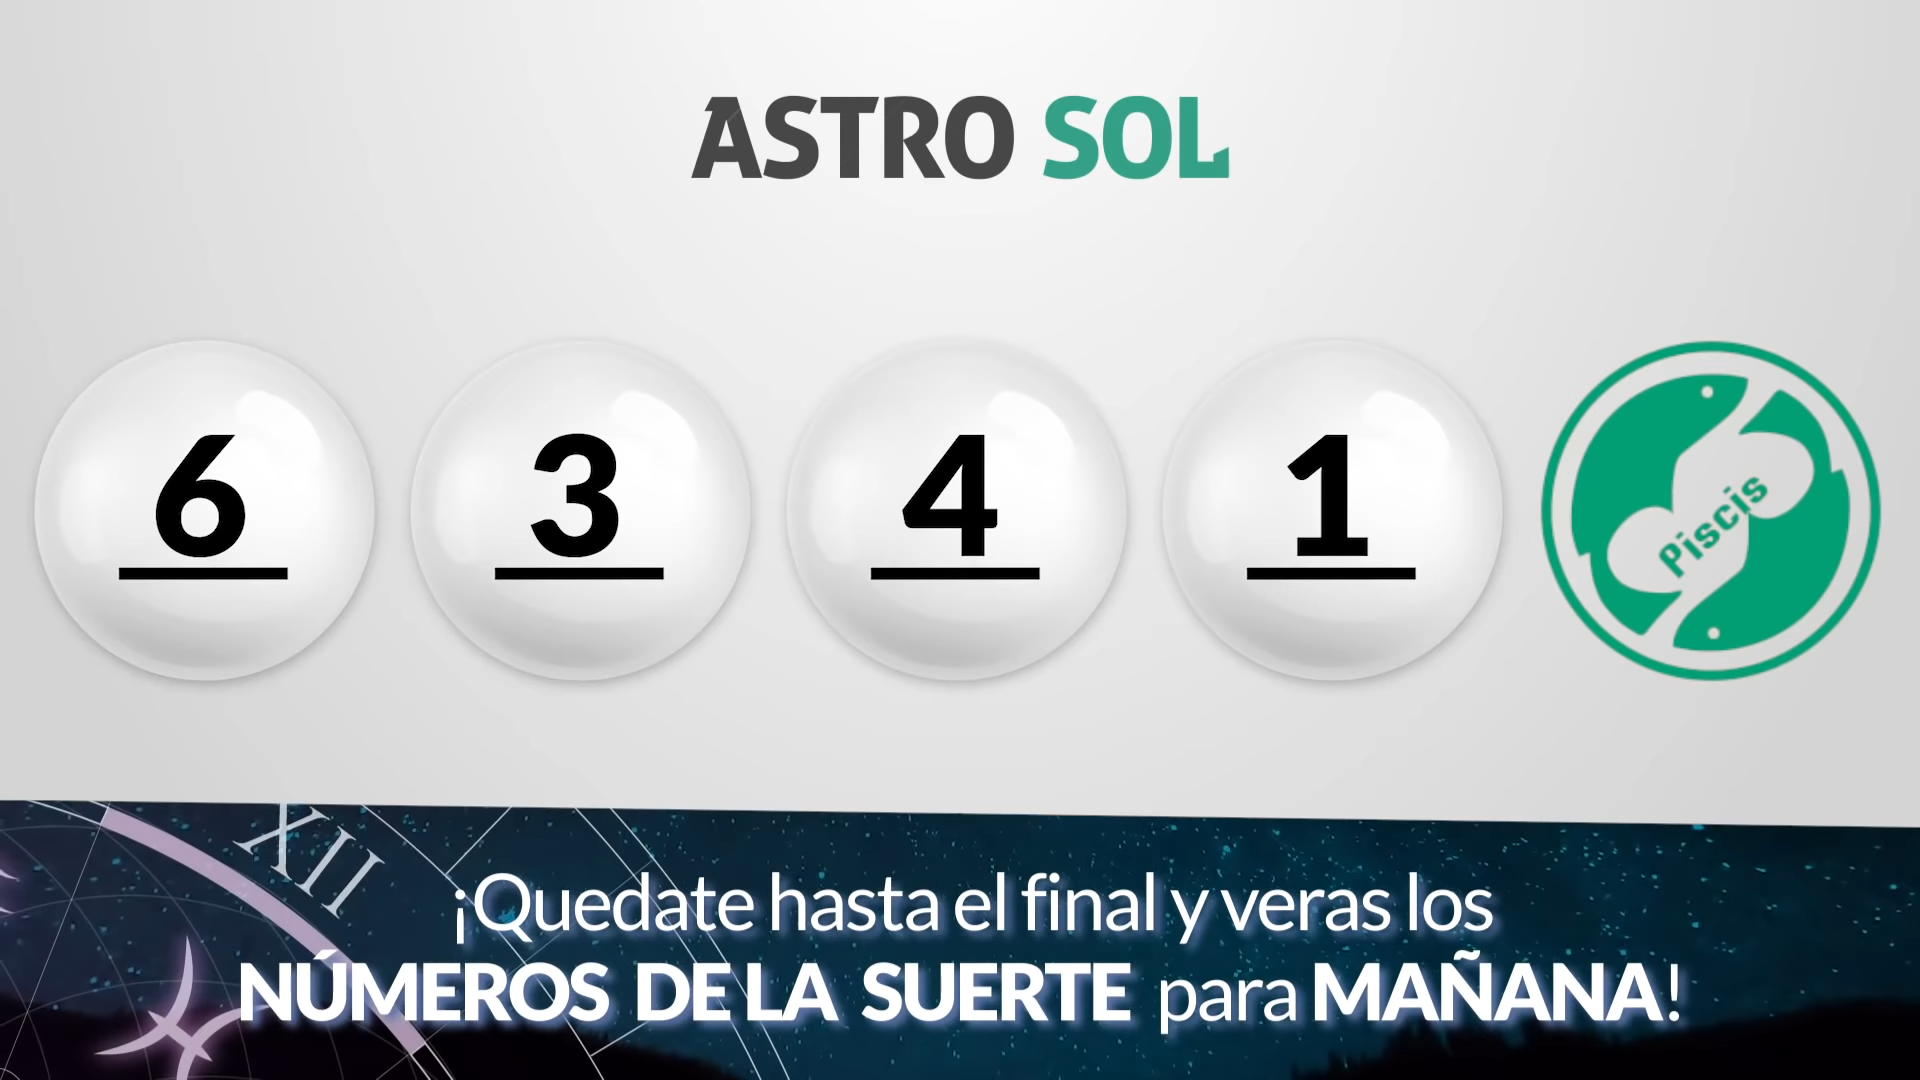 ASTRO SOL
6 3 4 1 Piscis
XII
¡Quedate hasta el final y veras los
NÚMEROS DE LA SUERTE para MAÑANA!